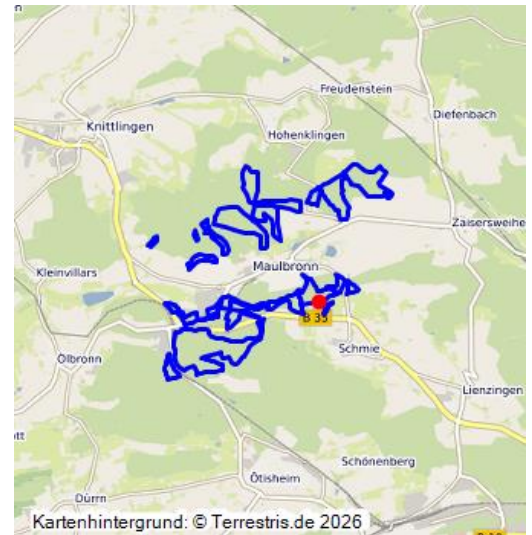 Freudenstein
Diefenbach
Knittlingen
Hohenklingen
Zaisersweihe
Maulbronn
Kleinvillars
B 35
Schmie
Ölbronn
Lienzingen
Schönenberg
Ötisheim
Dürrn
Kartenhintergrund: © Terrestris.de 2026